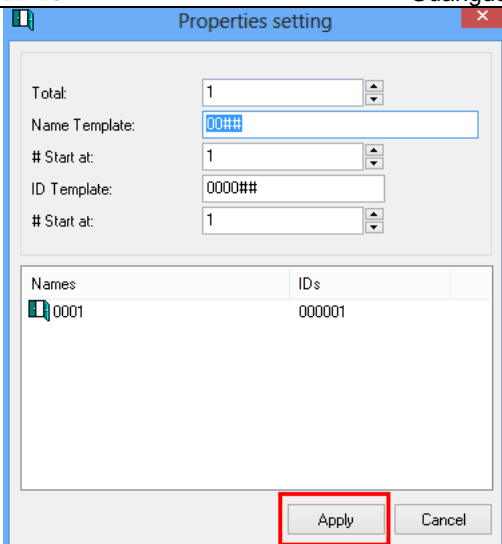 Properties setting
Total: 1
Name Template: 00##
# Start at: 1
ID Template: 0000##
# Start at: 1
Names IDs
0001 000001
Apply Cancel